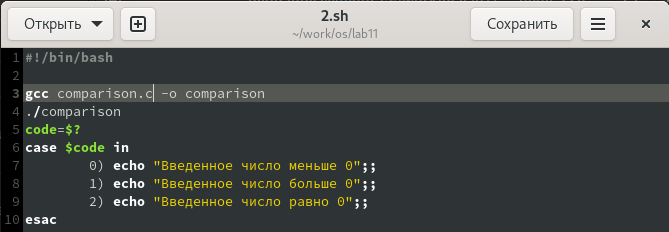 Открыть
2.sh
~/work/os/lab11
Сохранить
1 #!/bin/bash
2
3 gcc comparison.c -o comparison
4 ./comparison
5 code=$?
6 case $code in
7         0) echo "Введенное число меньше 0";;
8         1) echo "Введенное число больше 0";;
9         2) echo "Введенное число равно 0";;
10 esac